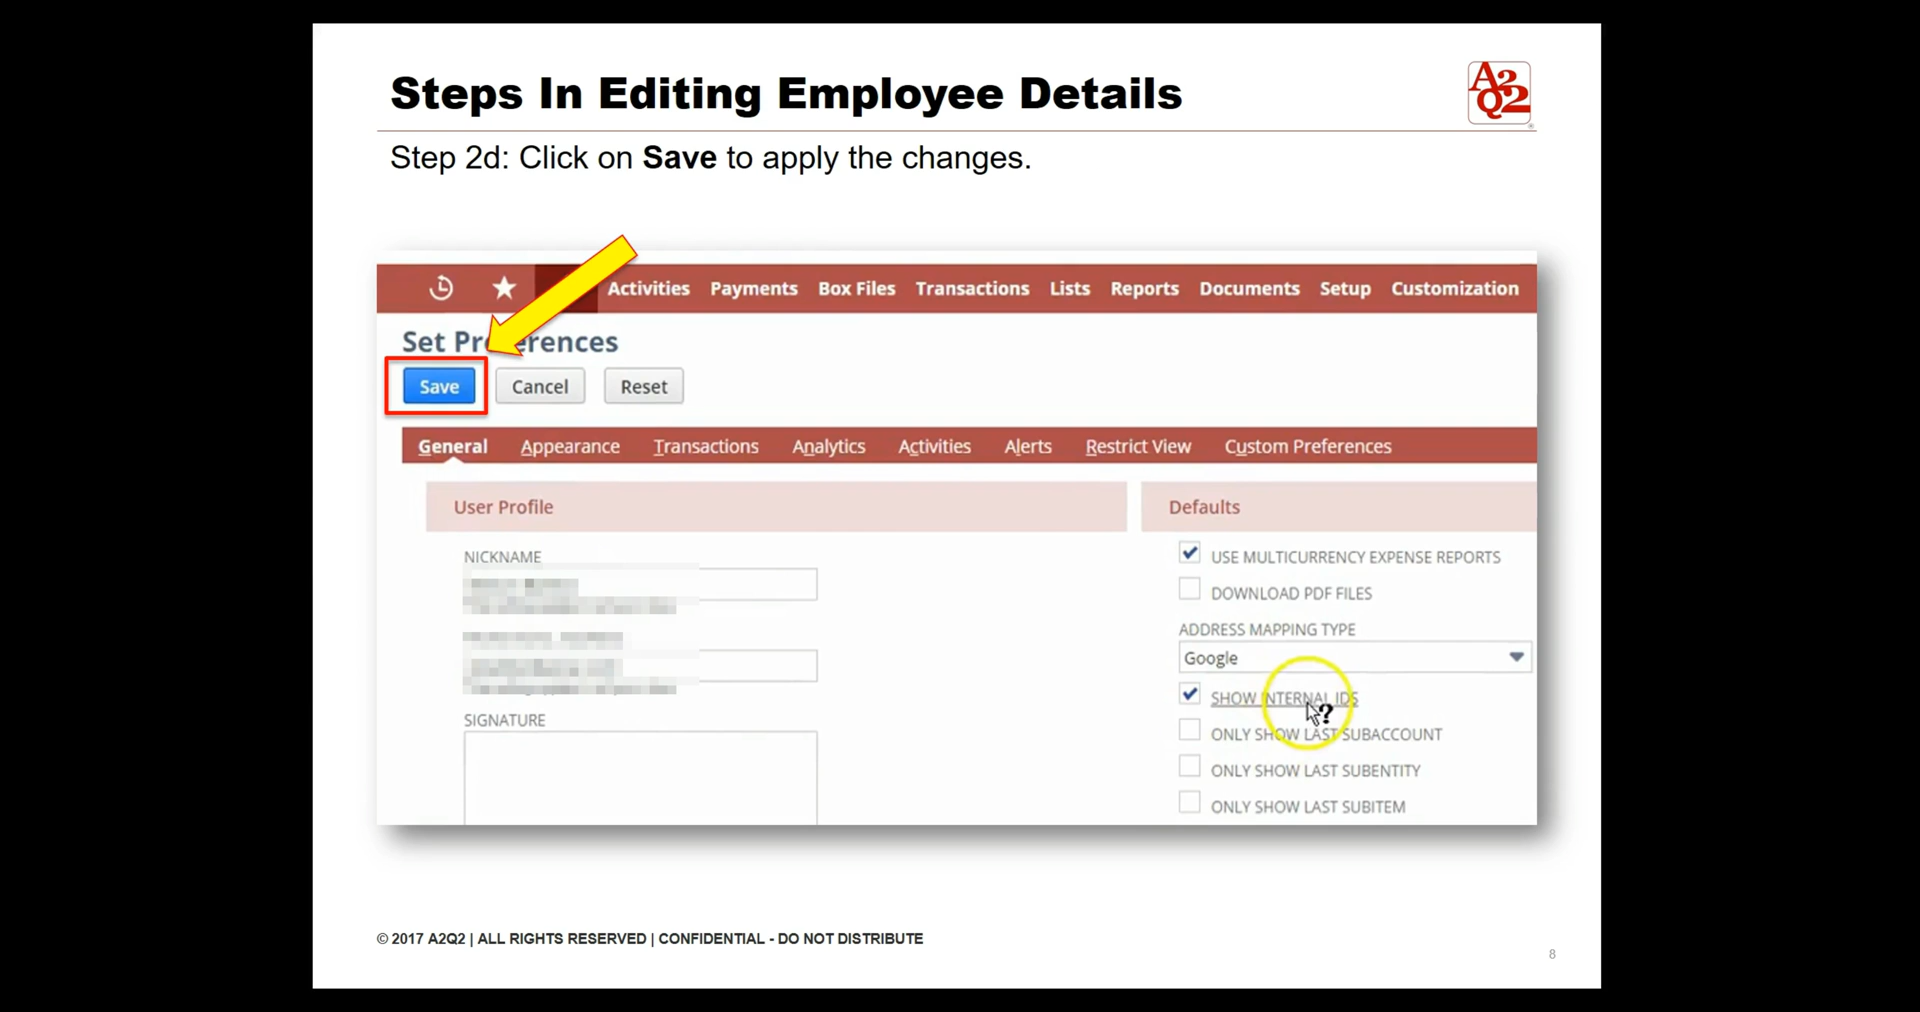 Steps In Editing Employee Details
A2
Q2
Step 2d: Click on Save to apply the changes.
Activities Payments Box Files Transactions Lists Reports Documents Setup Customization
Set Pr erences
Save Cancel Reset
General Appearance Transactions Analytics Activities Alerts Restrict View Custom Preferences
User Profile
Defaults
NICKNAME
SIGNATURE
USE MULTICURRENCY EXPENSE REPORTS
DOWNLOAD PDF FILES
ADDRESS MAPPING TYPE
Google
SHOW INTERNAL IDS
ONLY SHOW LAST SUBACCOUNT
ONLY SHOW LAST SUBENTITY
ONLY SHOW LAST SUBITEM
© 2017 A2Q2 | ALL RIGHTS RESERVED | CONFIDENTIAL - DO NOT DISTRIBUTE
8